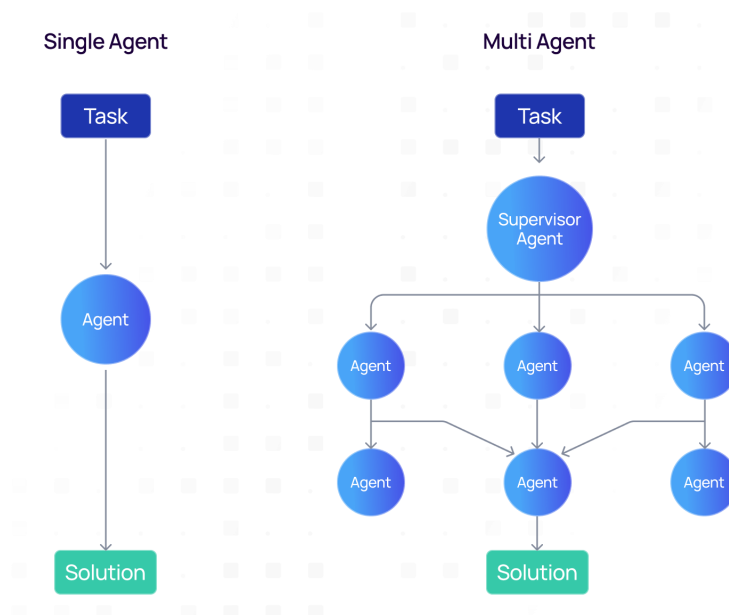 Single Agent
Multi Agent
Task
Task
Supervisor
Agent
Agent
Agent
Agent
Agent
Agent
Agent
Agent
Solution
Solution